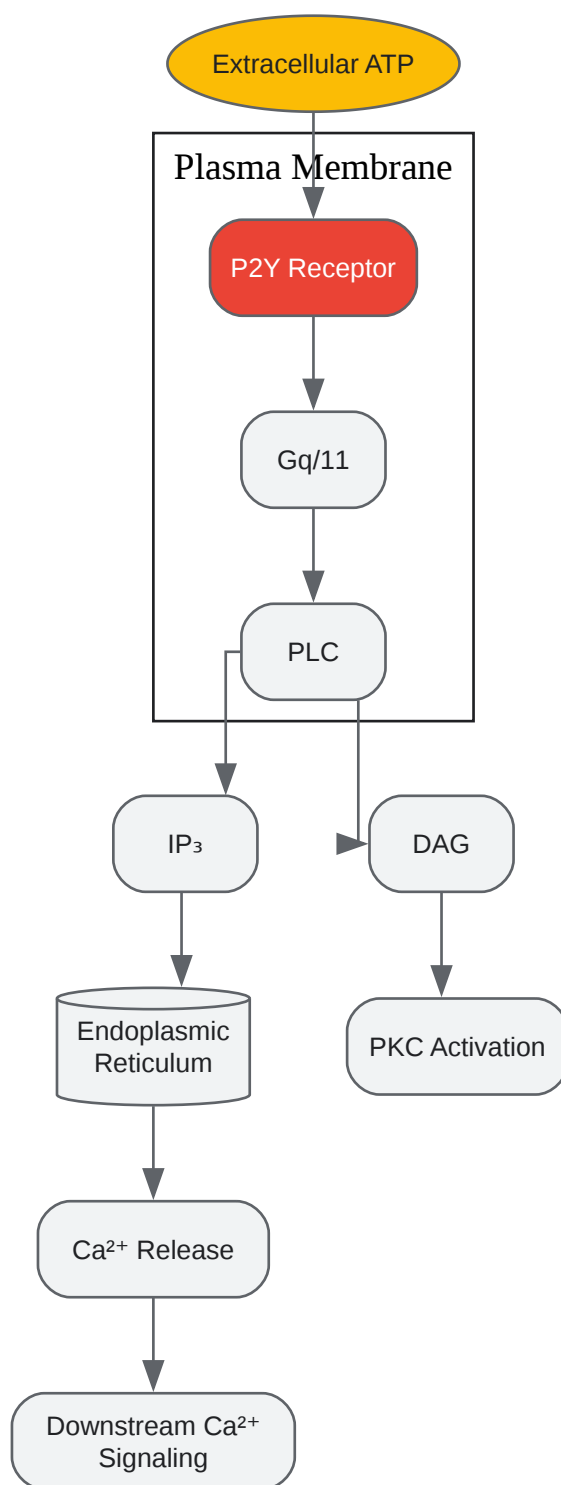 Extracellular ATP
Plasma Membrane
P2Y Receptor
Gq/11
PLC
IP₃
DAG
Endoplasmic
Reticulum
PKC Activation
Ca²⁺ Release
Downstream Ca²⁺
Signaling